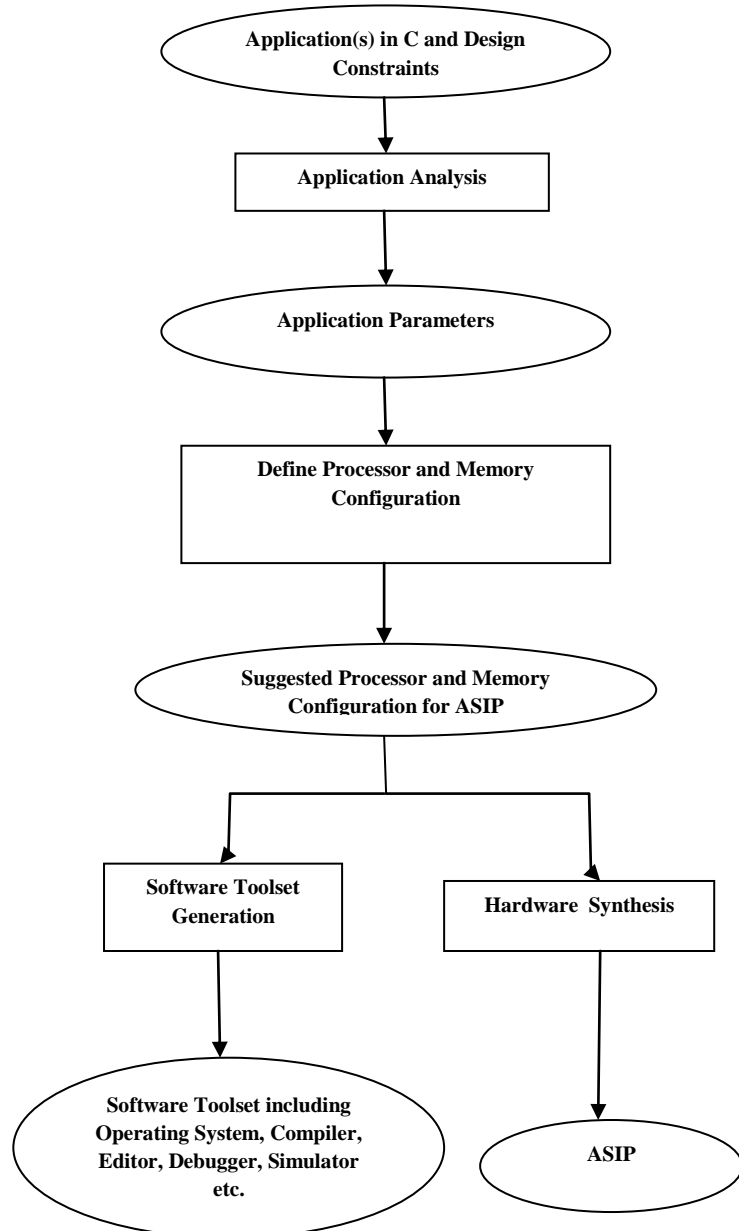 Application(s) in C and Design
Constraints
Application Analysis
Application Parameters
Define Processor and Memory
Configuration
Suggested Processor and Memory
Configuration for ASIP
Software Toolset
Generation
Hardware Synthesis
Software Toolset including
Operating System, Compiler,
Editor, Debugger, Simulator
etc.
ASIP